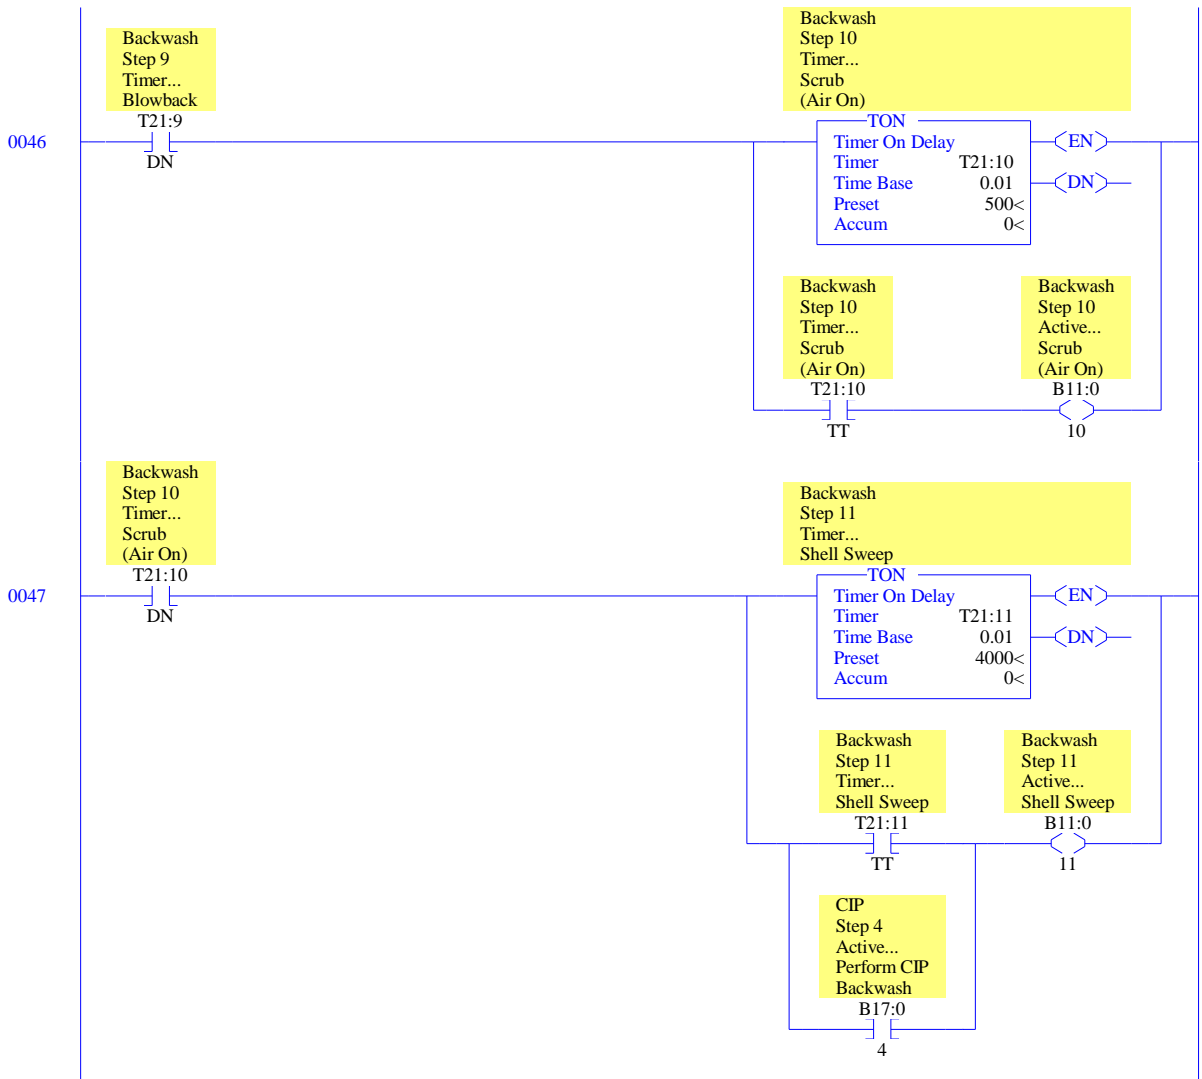 Backwash
Step 9
Timer...
Blowback
T21:9
DN
0046
Backwash
Step 10
Timer...
Scrub
(Air On)
TON
Timer On Delay
Timer T21:10
Time Base 0.01
Preset 500<
Accum 0<
EN
DN
Backwash
Step 10
Timer...
Scrub
(Air On)
T21:10
TT
Backwash
Step 10
Active...
Scrub
(Air On)
B11:0
10
Backwash
Step 10
Timer...
Scrub
(Air On)
T21:10
DN
0047
Backwash
Step 11
Timer...
Shell Sweep
TON
Timer On Delay
Timer T21:11
Time Base 0.01
Preset 4000<
Accum 0<
EN
DN
Backwash
Step 11
Timer...
Shell Sweep
T21:11
TT
Backwash
Step 11
Active...
Shell Sweep
B11:0
11
CIP
Step 4
Active...
Perform CIP
Backwash
B17:0
4